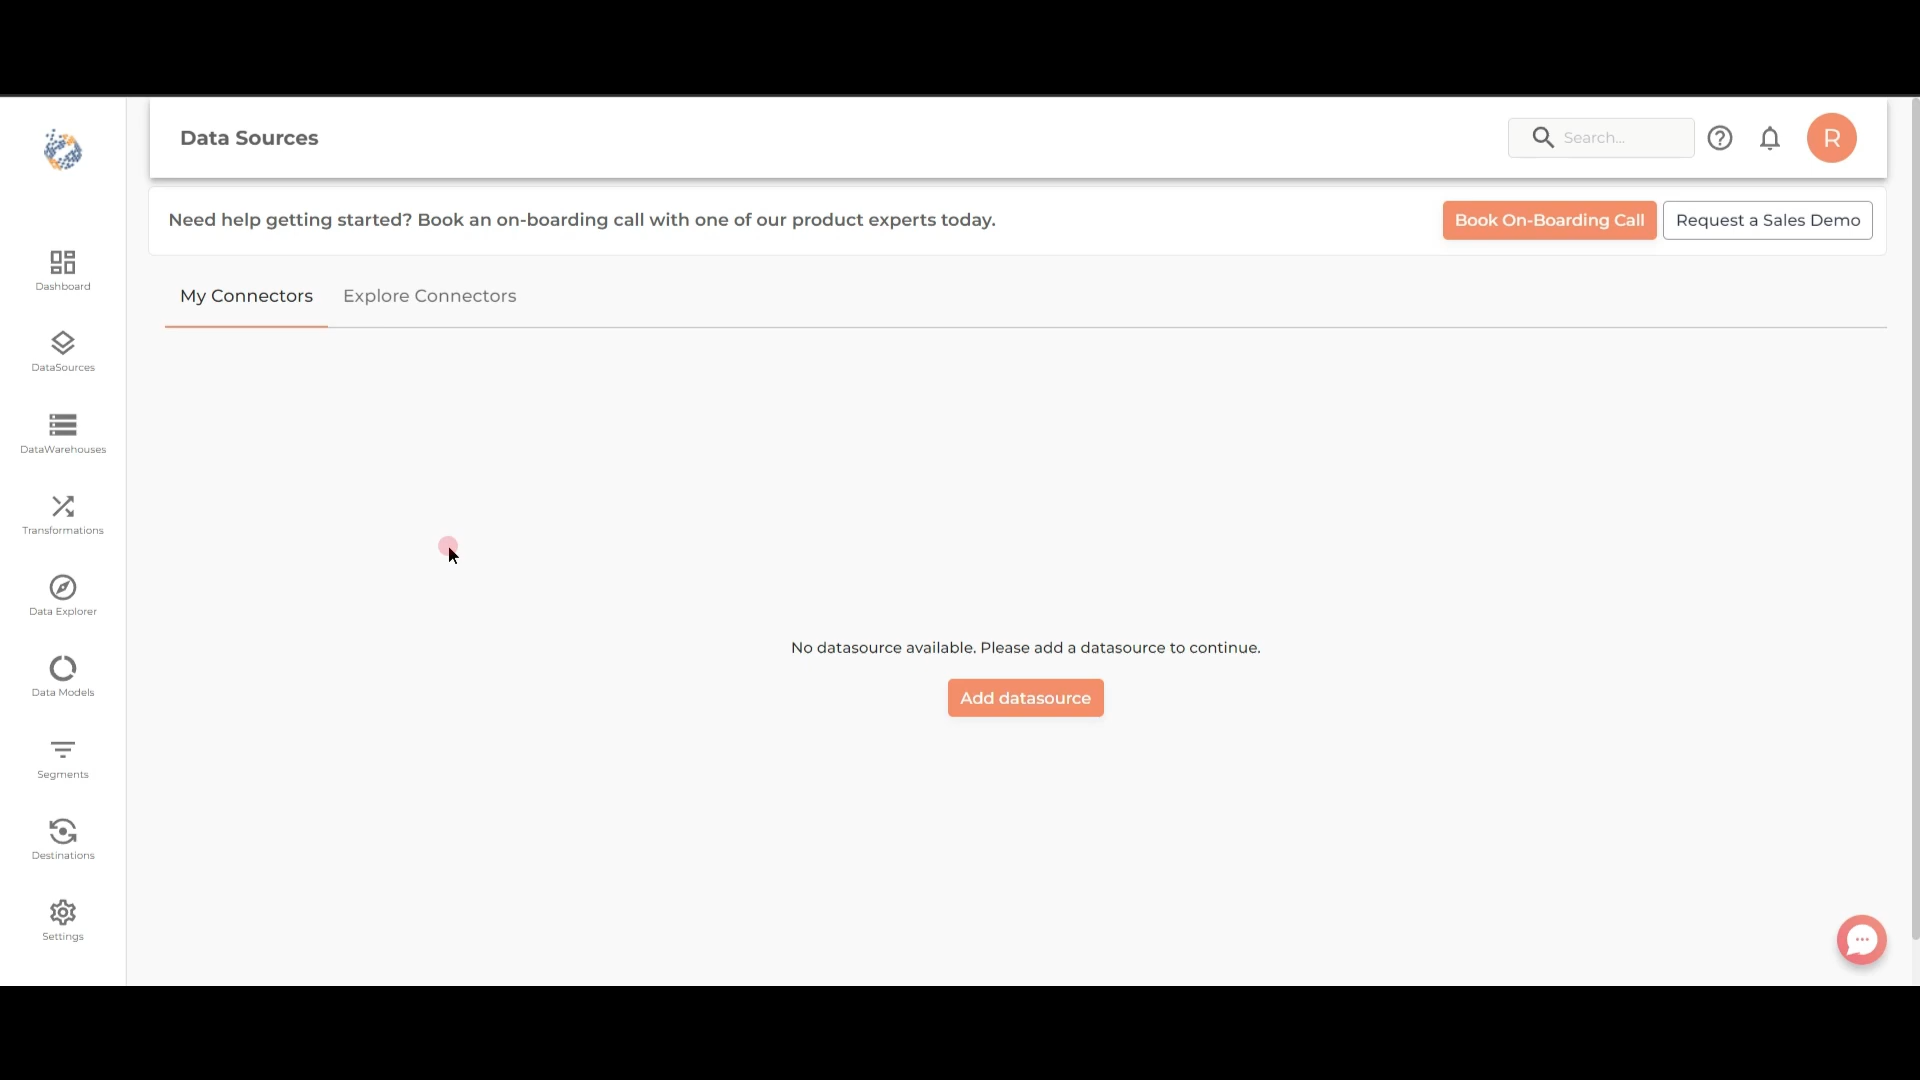 Data Sources
Search...
R
Need help getting started? Book an on-boarding call with one of our product experts today.
Book On-Boarding Call
Request a Sales Demo
My Connectors
Explore Connectors
Dashboard
DataSources
DataWarehouses
Transformations
Data Explorer
Data Models
Segments
Destinations
Settings
No datasource available. Please add a datasource to continue.
Add datasource